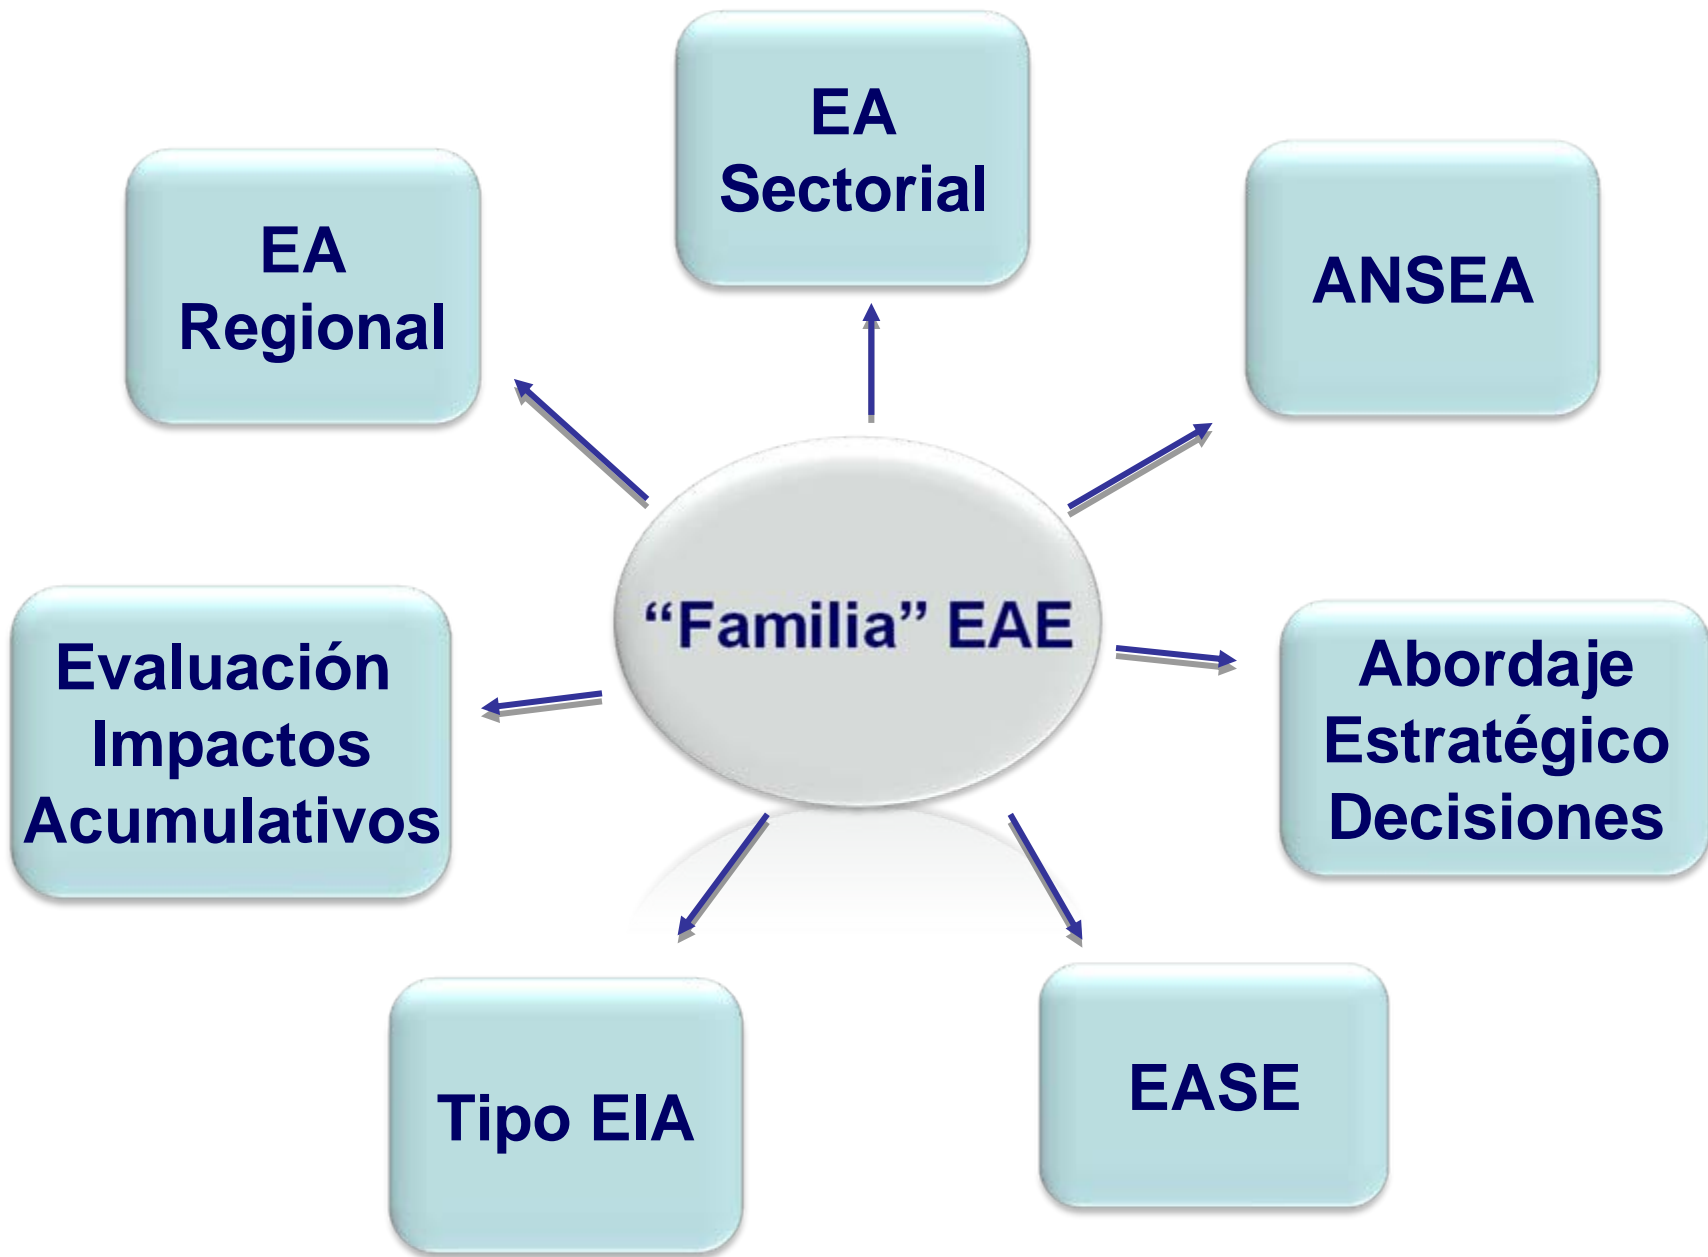 EA
Sectorial
EA
Regional
ANSEA
“Familia” EAE
Evaluación
Impactos
Acumulativos
Abordaje
Estratégico
Decisiones
Tipo EIA
EASE